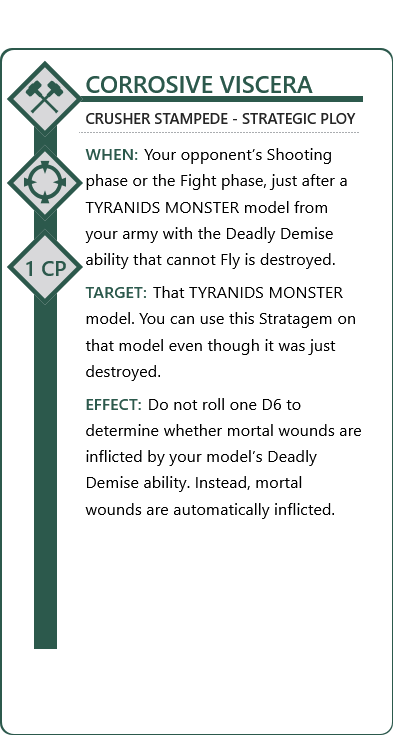 CORROSIVE VISCERA
CRUSHER STAMPEDE - STRATEGIC PLOY
WHEN: Your opponent’s Shooting
phase or the Fight phase, just after a
TYRANIDS MONSTER model from
your army with the Deadly Demise
ability that cannot Fly is destroyed.
1 CP
TARGET: That TYRANIDS MONSTER
model. You can use this Stratagem on
that model even though it was just
destroyed.
EFFECT: Do not roll one D6 to
determine whether mortal wounds are
inflicted by your model’s Deadly
Demise ability. Instead, mortal
wounds are automatically inflicted.